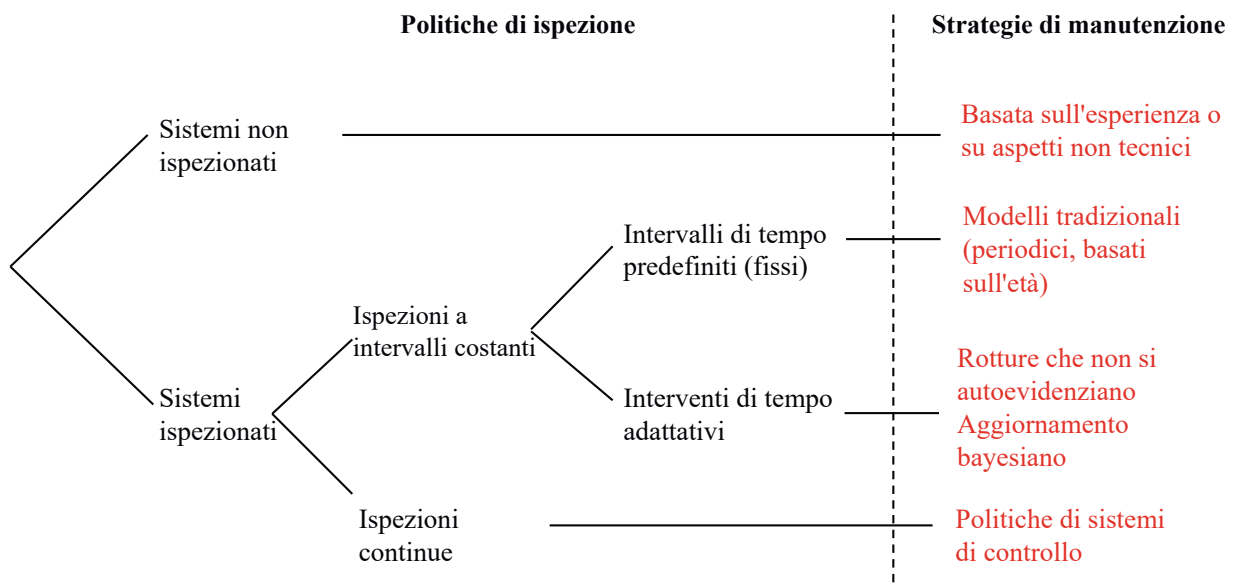 Politiche di ispezione
Strategie di manutenzione
Sistemi non
ispezionati
Basata sull'esperienza o
su aspetti non tecnici
Intervalli di tempo
predefiniti (fissi)
Modelli tradizionali
(periodici, basati
sull'età)
Ispezioni a
intervalli costanti
Sistemi
ispezionati
Interventi di tempo
adattativi
Rotture che non si
autoevidenziano
Aggiornamento
bayesiano
Ispezioni
continue
Politiche di sistemi
di controllo